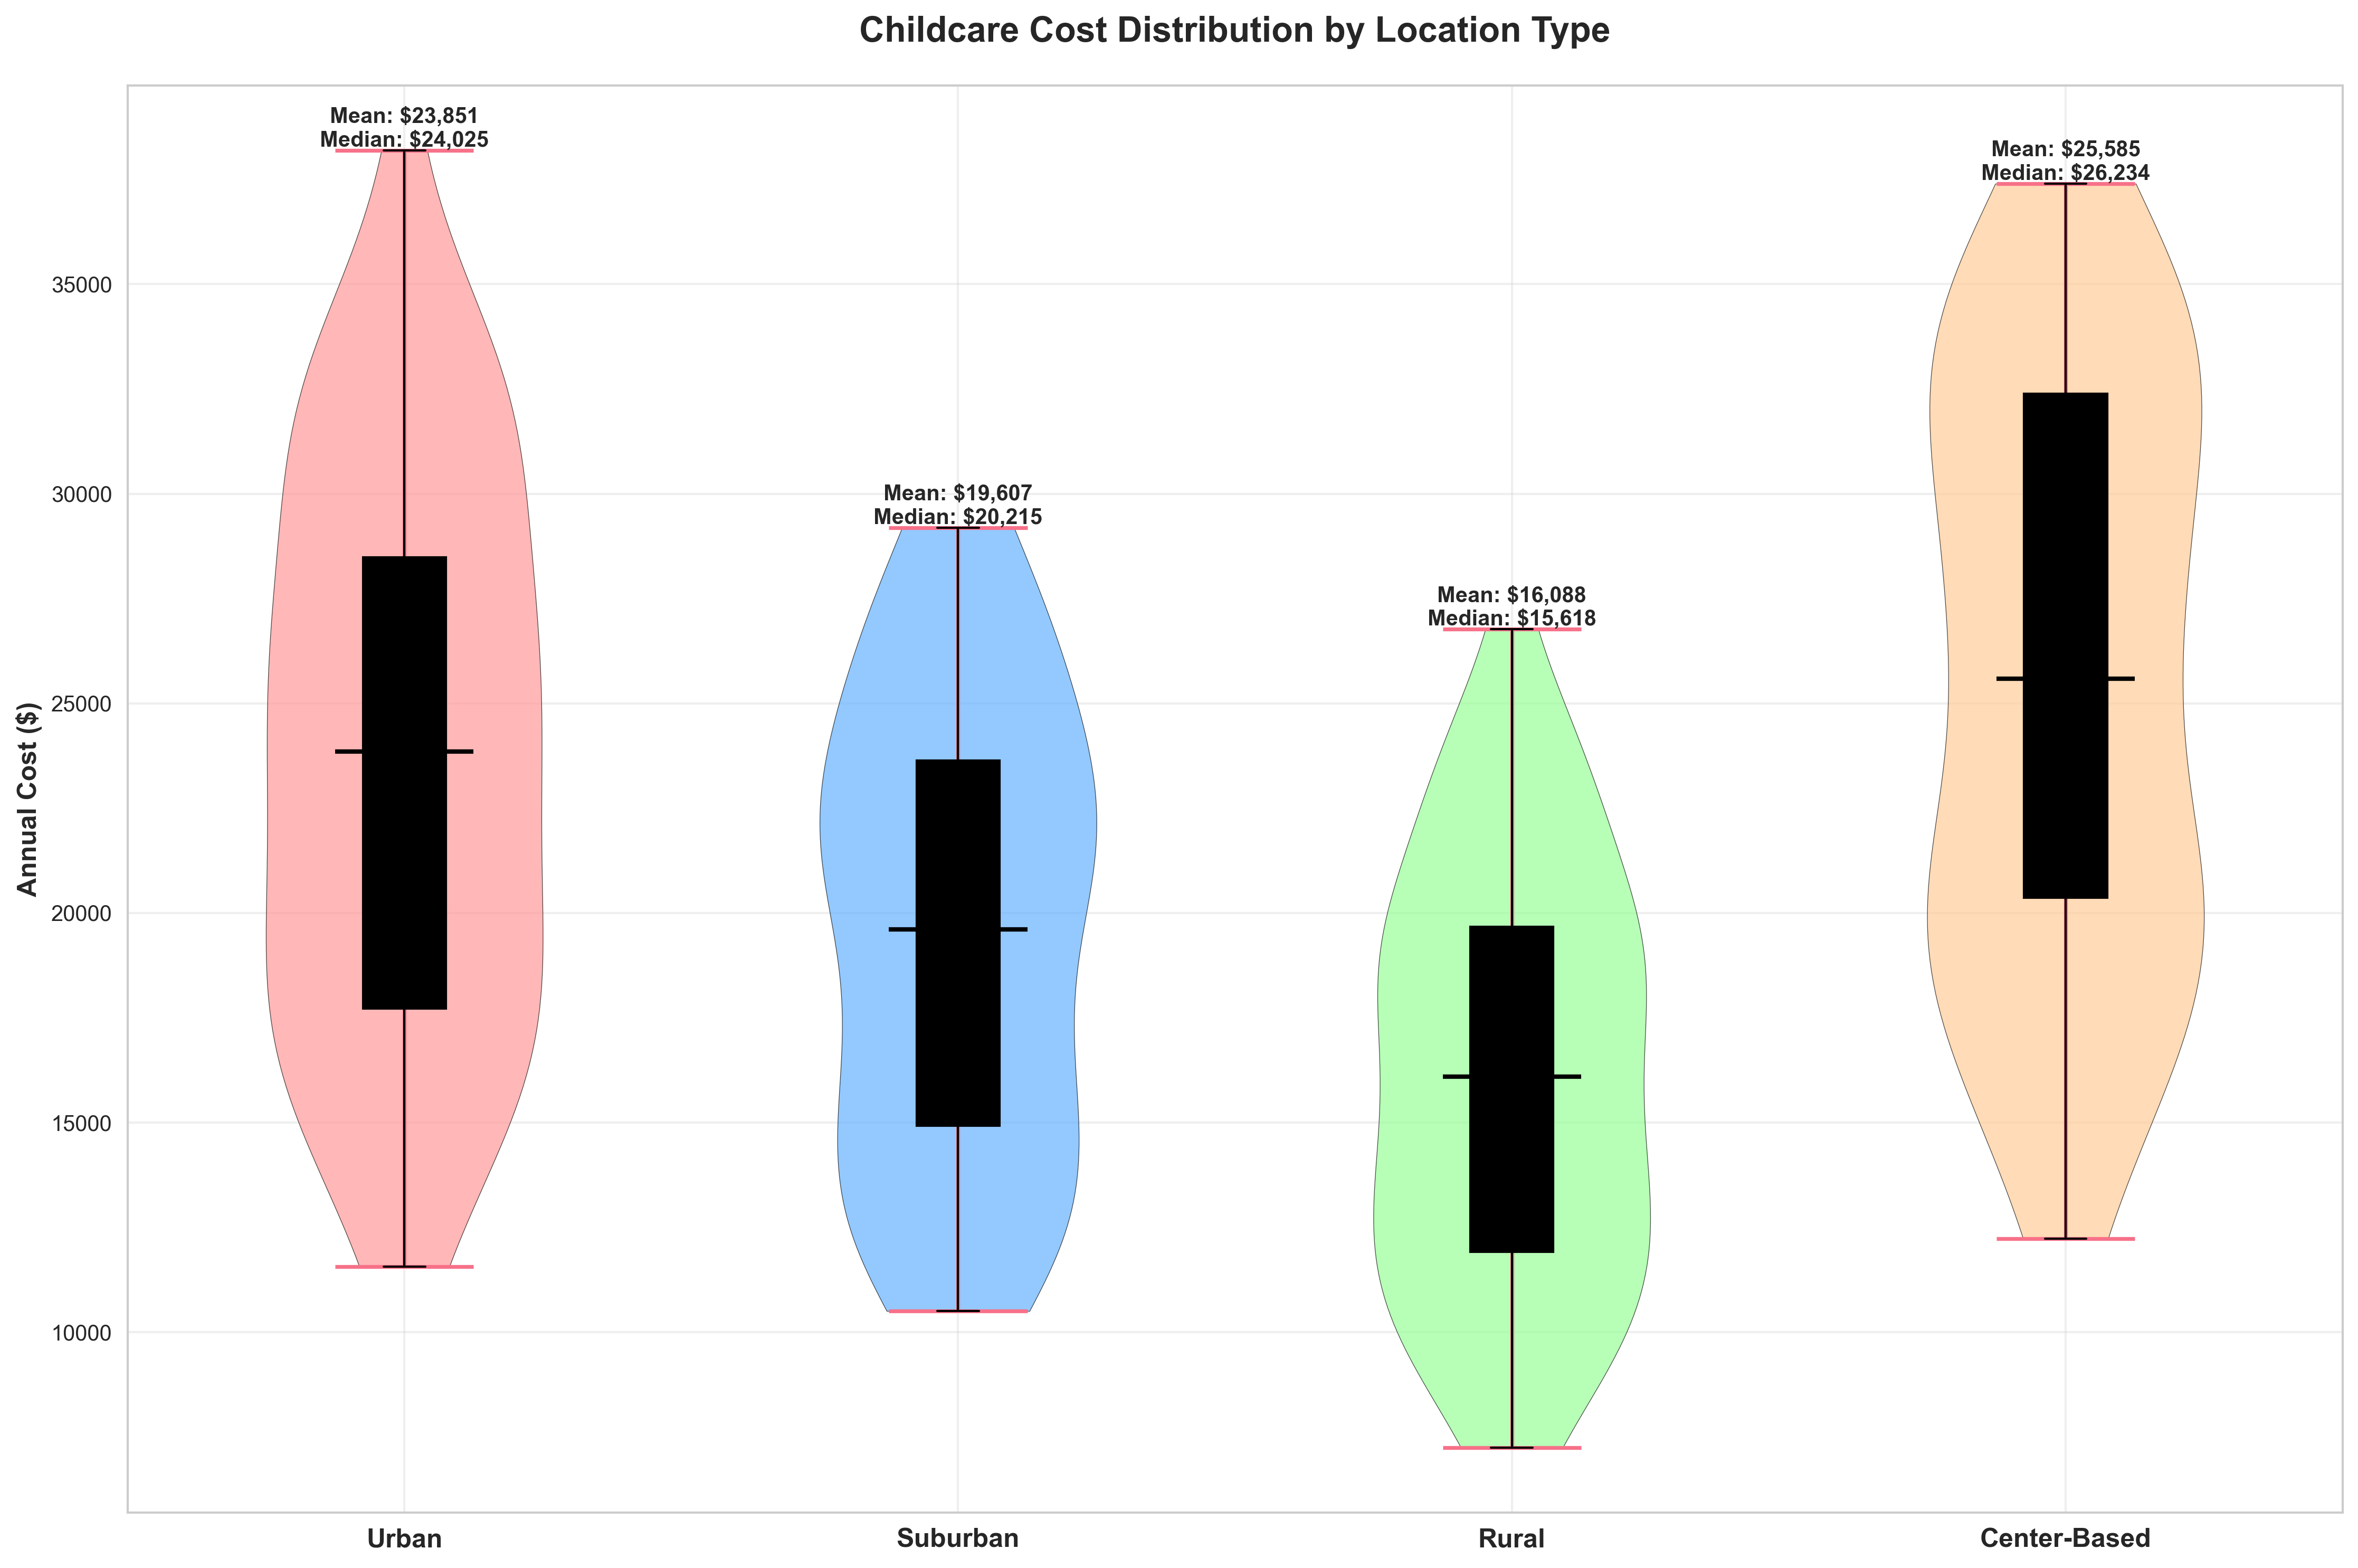 Childcare Cost Distribution by Location Type
Annual Cost ($)
35000
30000
25000
20000
15000
10000
Mean: $23,851
Median: $24,025
Mean: $19,607
Median: $20,215
Mean: $16,088
Median: $15,618
Mean: $25,585
Median: $26,234
Urban
Suburban
Rural
Center-Based